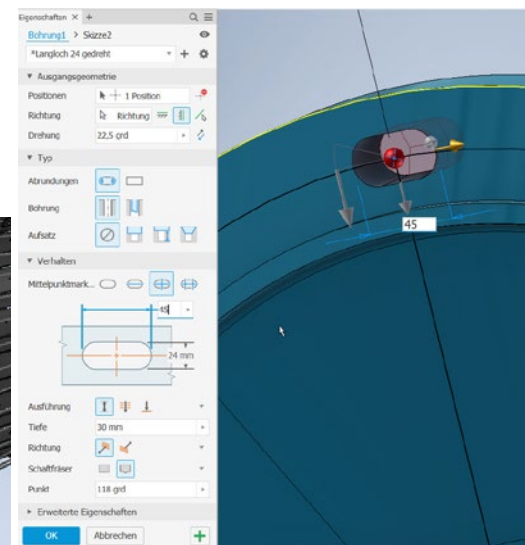 Eigenschaften × +
Bohrung1 > Skizze2
*Langloch 24 gedreht
Ausgangsgeometrie
Positionen 1 Position
Richtung Richtung
Drehung 22,5 grd
Typ
Abrundungen
Bohrung
Aufsatz
Verhalten
Mittelpunktmark...
45
24 mm
Ausführung
Tiefe 30 mm
Richtung
Schaftfräser
Punkt 118 grd
Erweiterte Eigenschaften
OK Abbrechen +
45